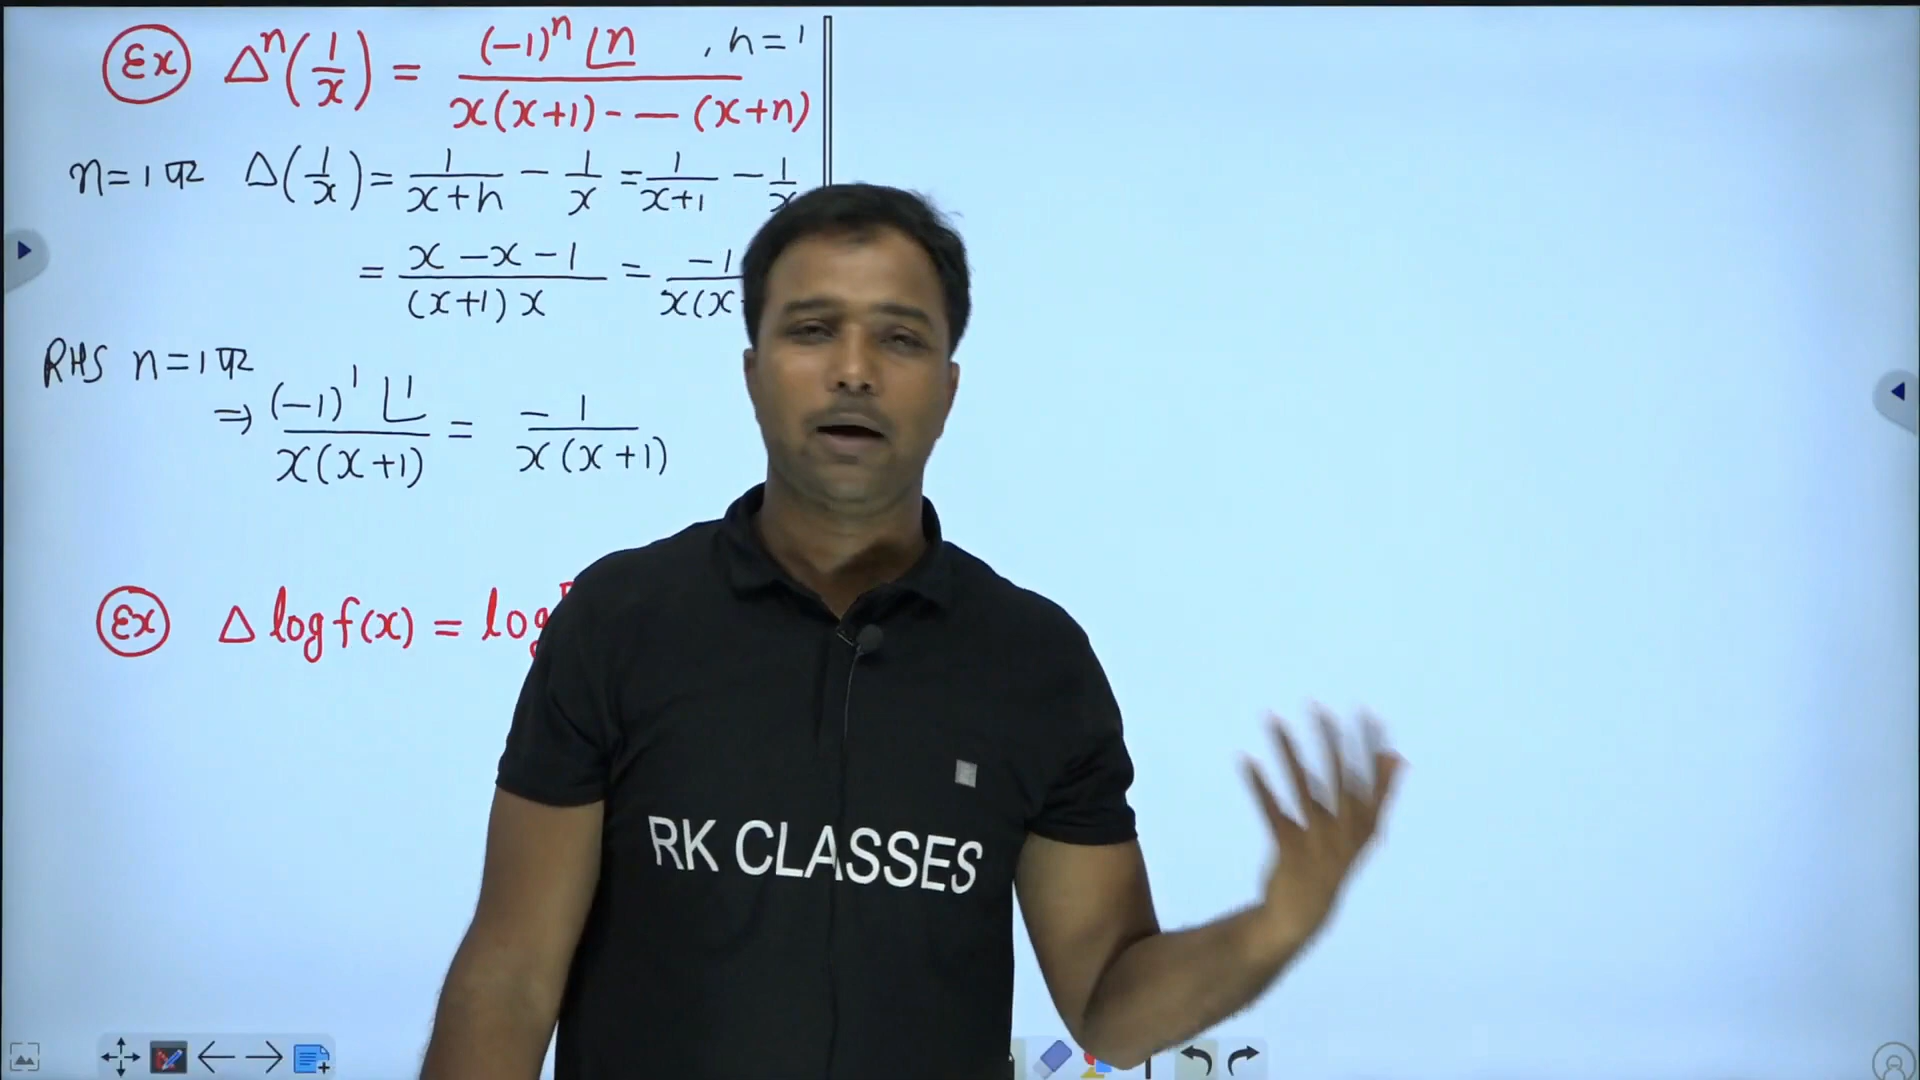 Ex Δⁿ(1/x) = (-1)ⁿ ⌊n / x(x+1)-—(x+n) , h=1
n=1 पर Δ(1/x) = 1/(x+h) - 1/x = 1/(x+1) - 1/x
= (x-x-1)/((x+1)x) = -1/x(x
RHS n=1 पर
⇒ (-1)¹ ⌊1 / x(x+1) = -1/x(x+1)
Ex Δ log f(x) = log
RK CLASSES